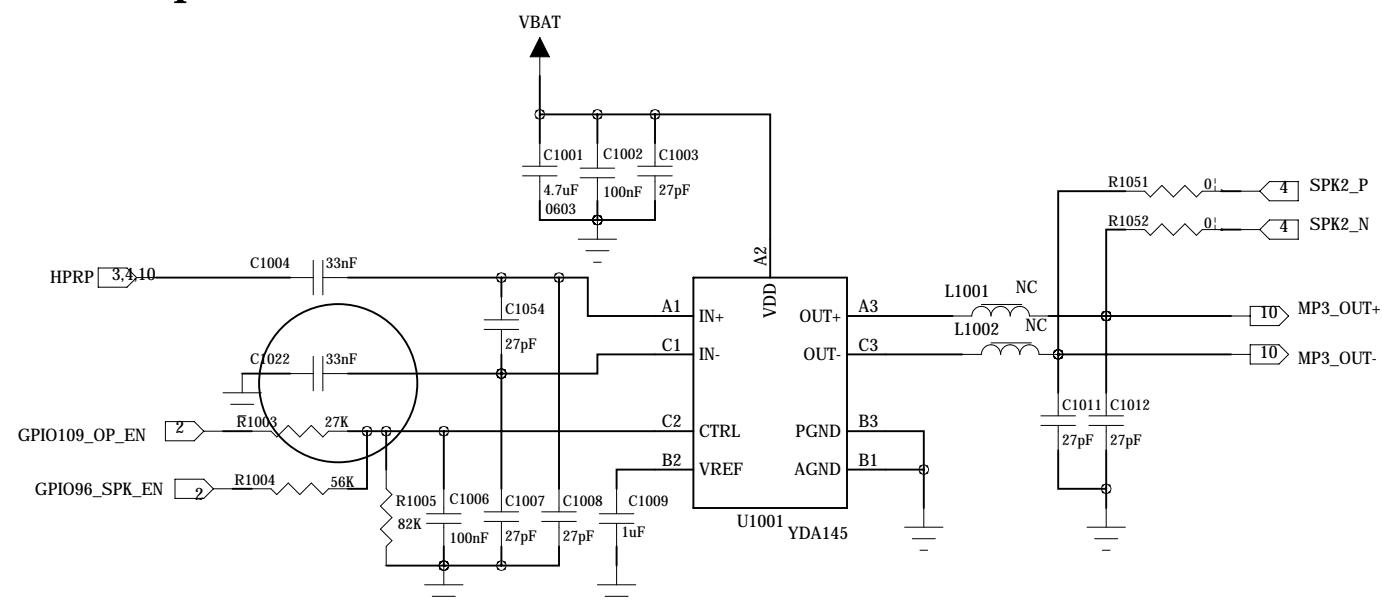 VBAT
C1001
C1002
C1003
4.7uF
100nF
27pF
0603
R1051
0
4
SPK2_P
R1052
0
4
SPK2_N
A2
HPRP
3,4,10
C1004
33nF
VDD
C1054
27pF
A1
IN+
OUT+
A3
L1001
NC
10
MP3_OUT+
C1
IN-
OUT-
C3
L1002
NC
10
MP3_OUT-
C1022
33nF
C1011
C1012
27pF
27pF
R1003
27K
GPIO109_OP_EN
2
C2
CTRL
PGND
B3
B2
VREF
AGND
B1
GPIO96_SPK_EN
2
R1004
56K
R1005
82K
C1006
100nF
C1007
27pF
C1008
27pF
C1009
1uF
U1001
YDA145